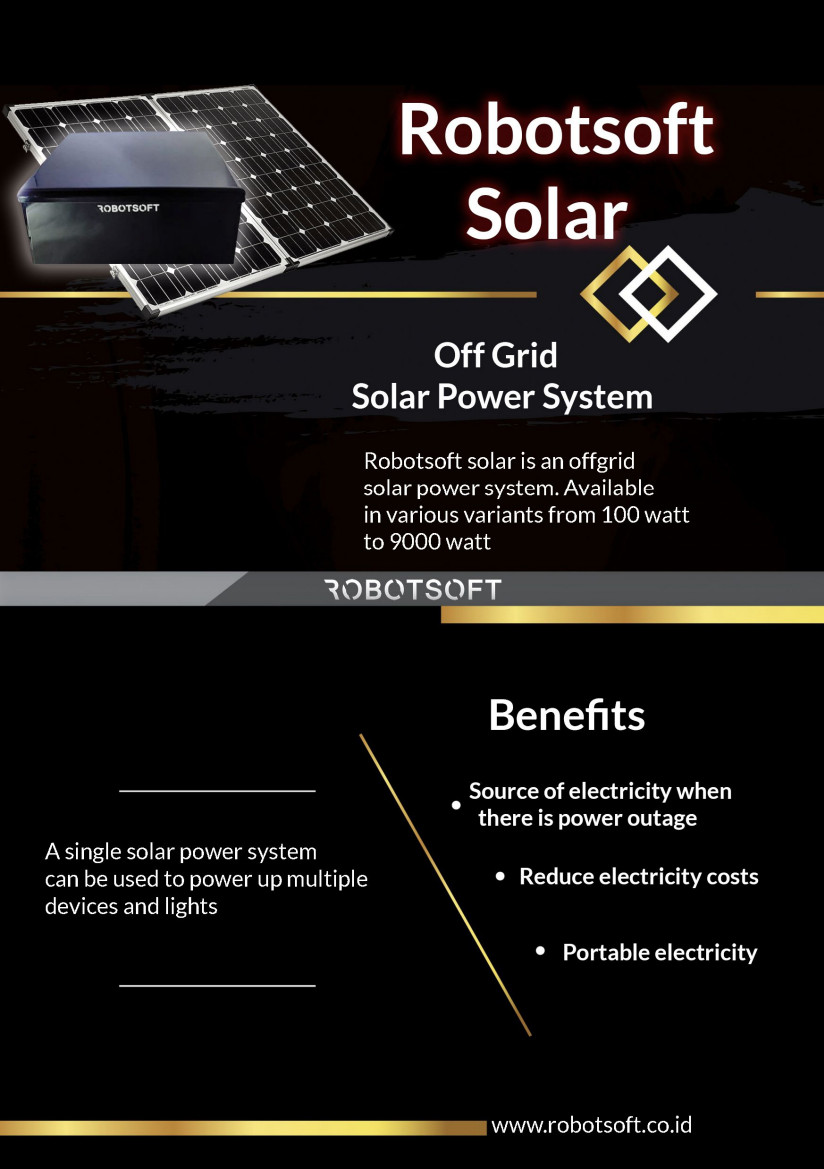 Robotsoft
Solar
ROBOTSOFT
Off Grid
Solar Power System
Robotsoft solar is an offgrid
solar power system. Available
in various variants from 100 watt
to 9000 watt
ROBOTSOFT
A single solar power system
can be used to power up multiple
devices and lights
Benefits
• Source of electricity when
there is power outage
• Reduce electricity costs
• Portable electricity
www.robotsoft.co.id